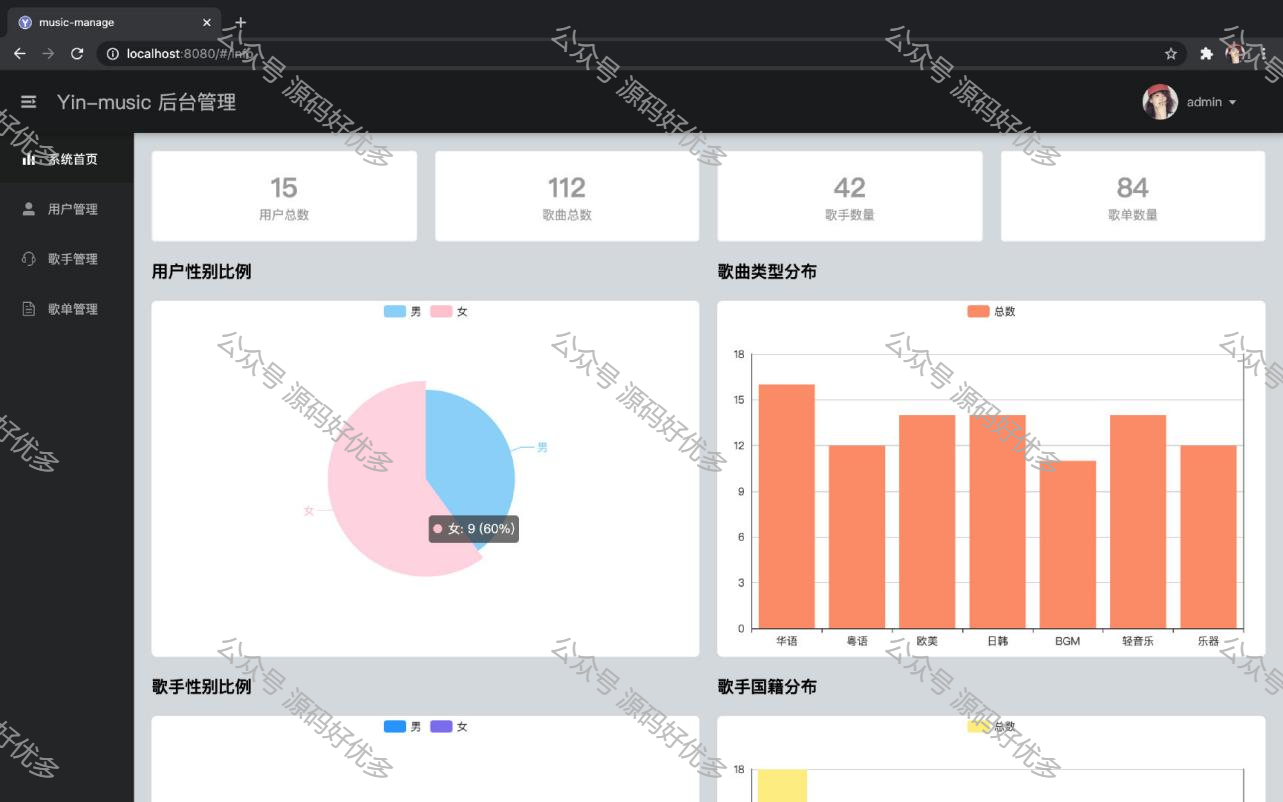 music-manage
localhost:8080/#/Info
Yin-music 后台管理
admin
系统首页
用户管理
歌手管理
歌单管理
15
用户总数
112
歌曲总数
42
歌手数量
84
歌单数量
用户性别比例
男 女
男
女
女: 9 (60%)
歌曲类型分布
总数
18
15
12
9
6
3
0
华语 粤语 欧美 日韩 BGM 轻音乐 乐器
歌手性别比例
男 女
歌手国籍分布
总数
18
公众号 源码好优多
公众号 源码好优多
公众号 源码好优多
公众号 源码好优多
公众号 源码好优多
公众号 源码好优多
公众号 源码好优多
公众号 源码好优多
公众号 源码好优多